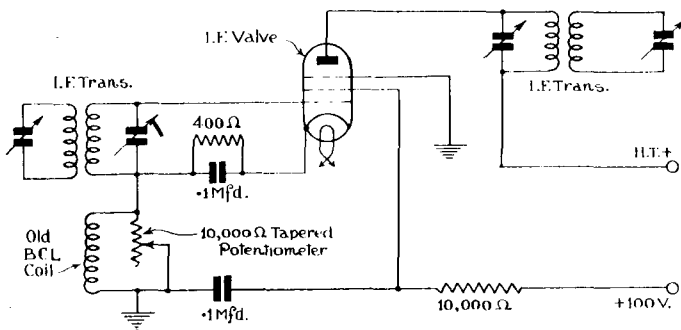 I.F. Valve
I.F. Trans.
I.F. Trans.
400 Ω
·1 Mfd.
H.T.+
Old
BCL
Coil
10,000 Ω Tapered
Potentiometer
·1 Mfd.
10,000 Ω
+100 V.